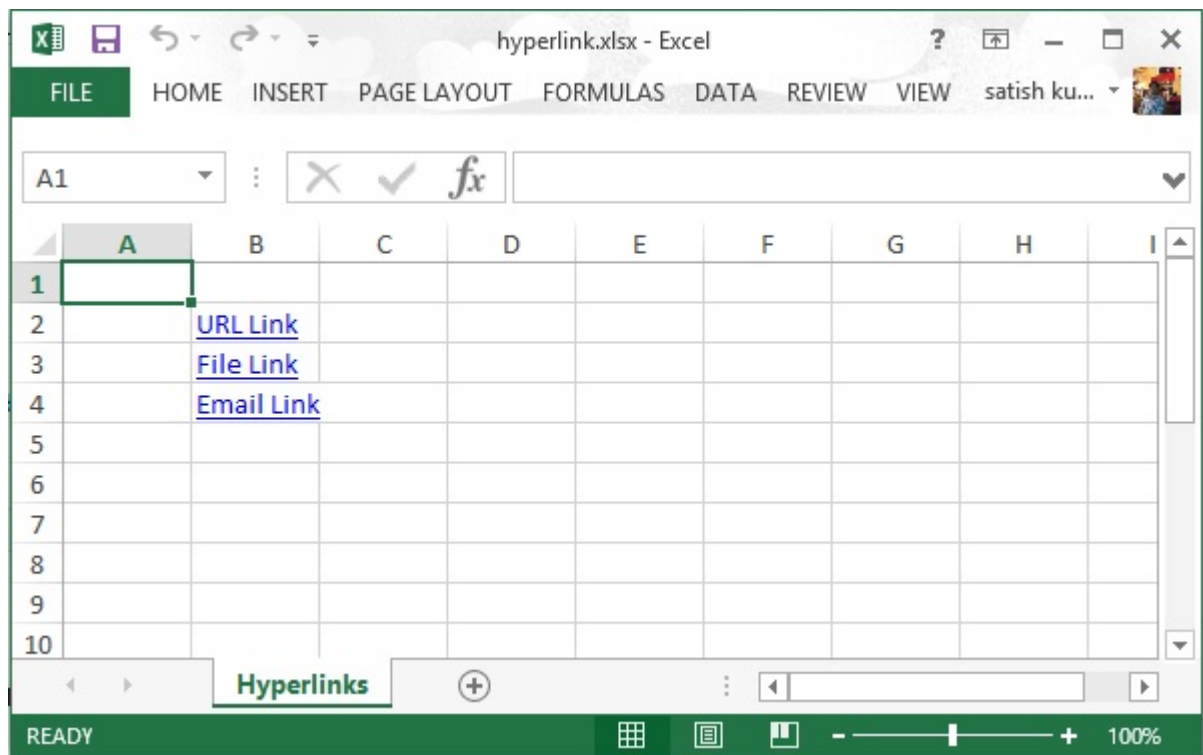 hyperlink.xlsx - Excel ?
FILE HOME INSERT PAGE LAYOUT FORMULAS DATA REVIEW VIEW satish ku...
A1 fx
A B C D E F G H I
1
2 URL Link
3 File Link
4 Email Link
5
6
7
8
9
10
Hyperlinks
READY 100%